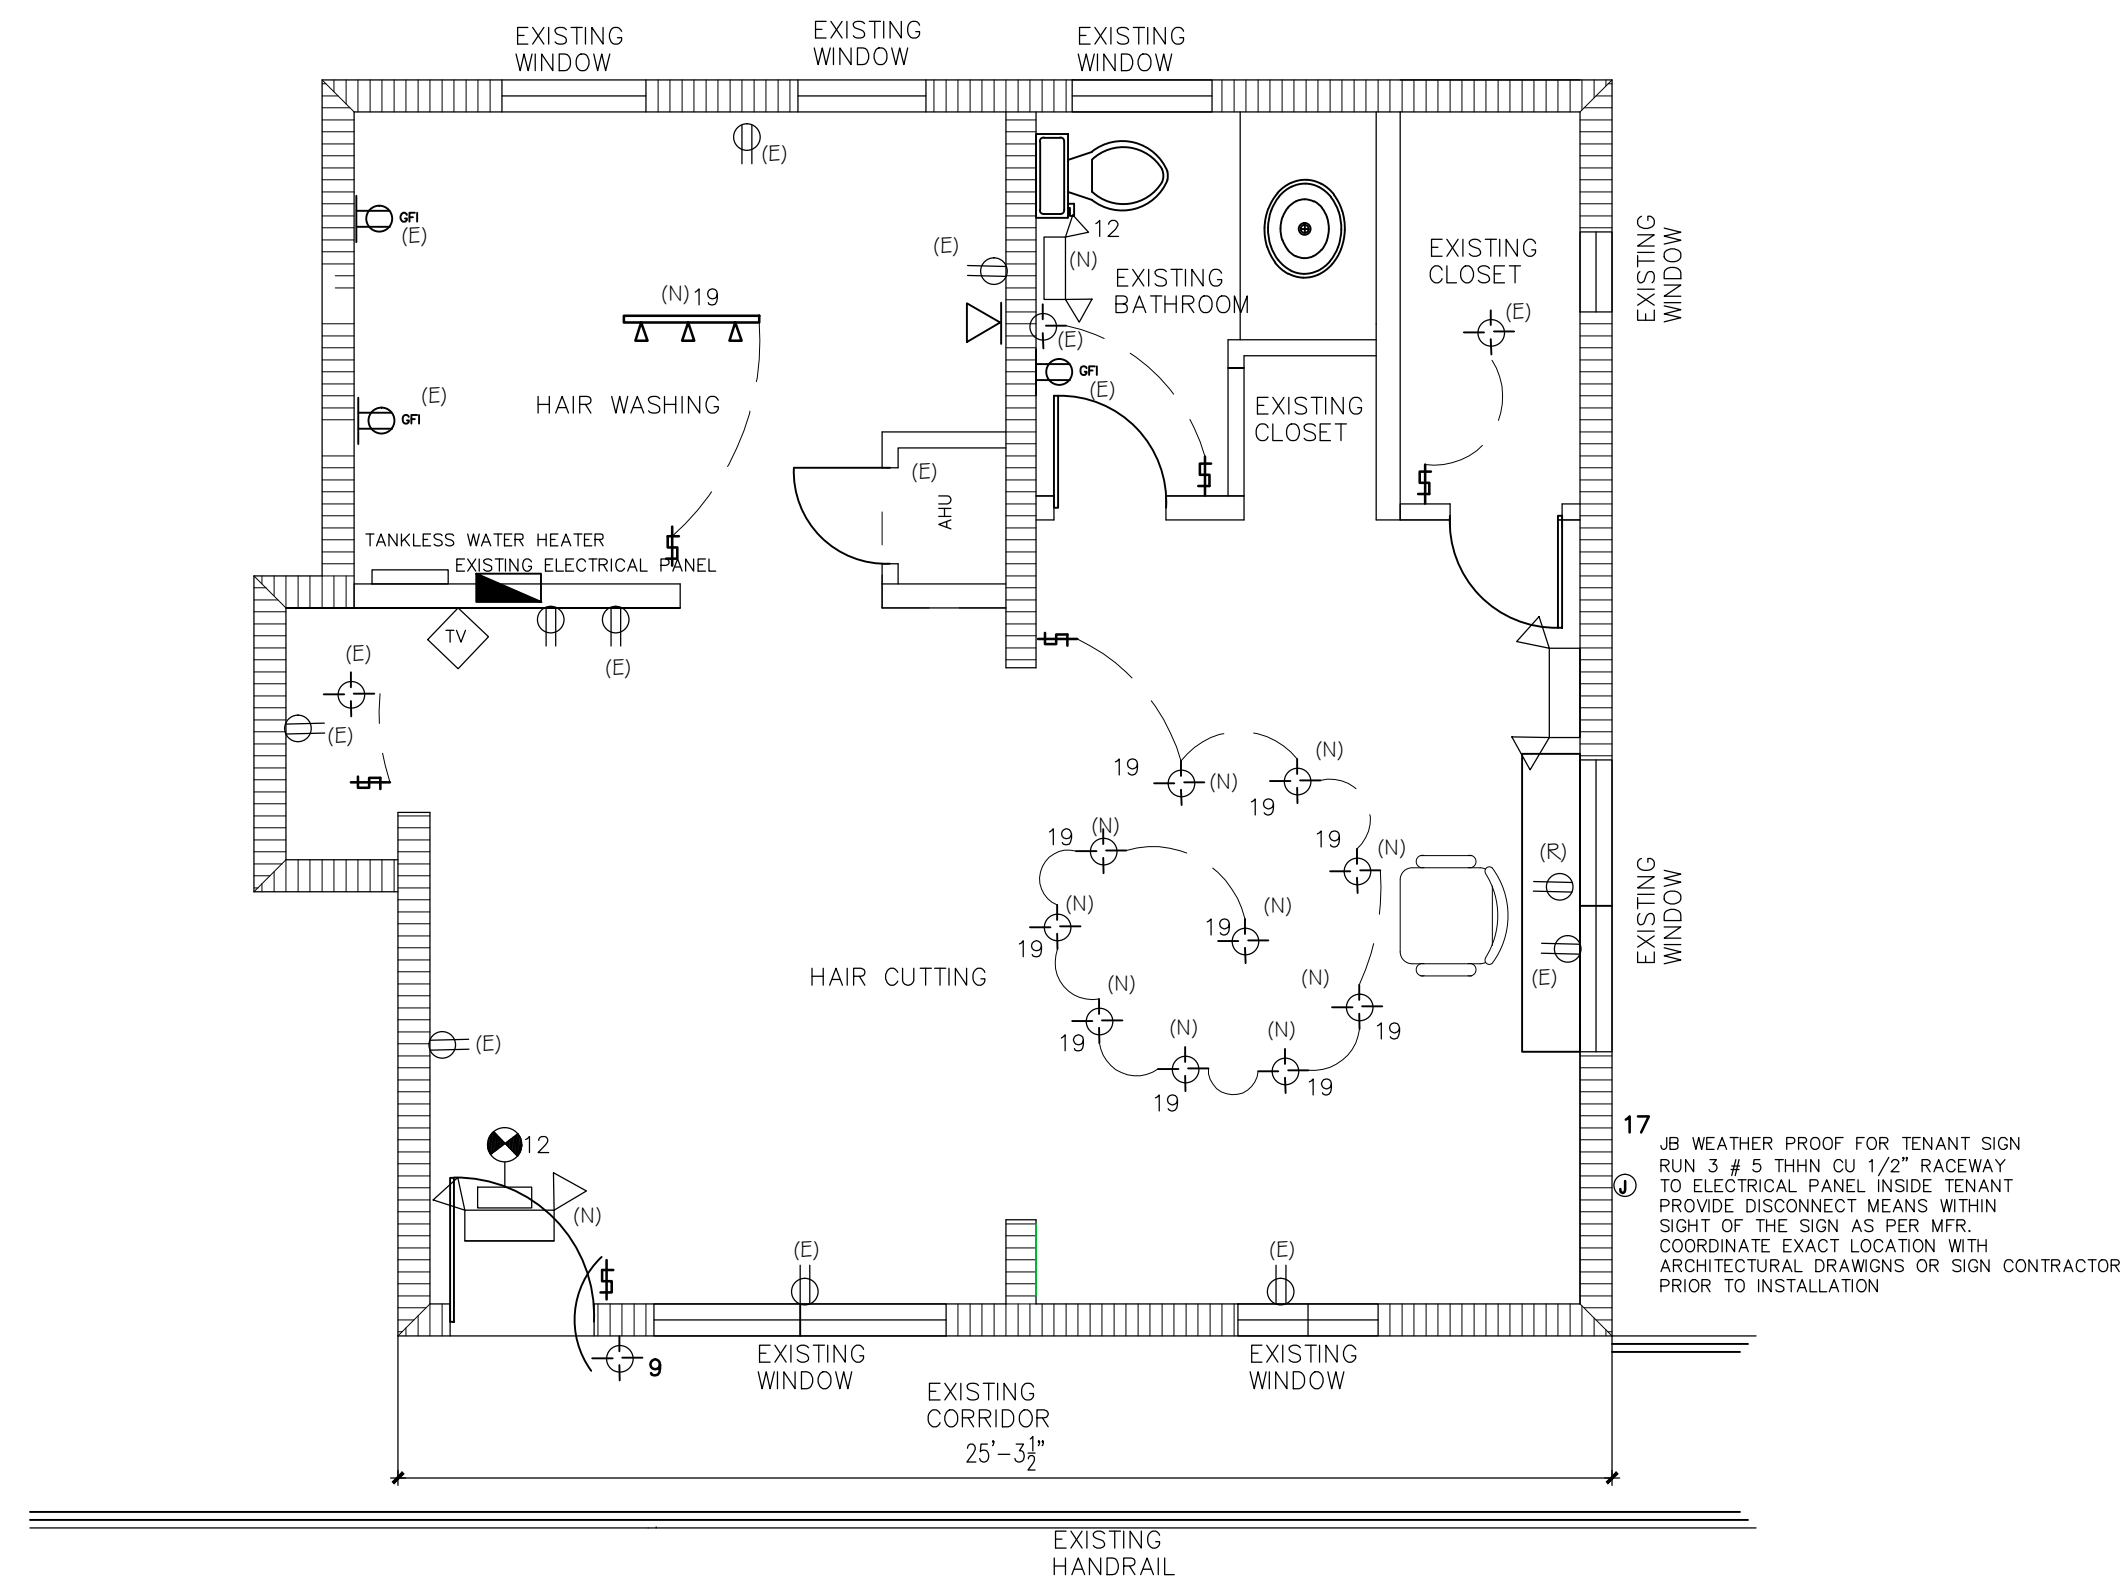 EXISTING
WINDOW
EXISTING
WINDOW
EXISTING
WINDOW
(E)
GFI
(E)
12
(E)
(N)
EXISTING
BATHROOM
EXISTING
CLOSET
EXISTING
WINDOW
(N) 19
(E)
(E)
GFI
(E)
(E)
GFI
HAIR WASHING
EXISTING
CLOSET
(E)
AHU
TANKLESS WATER HEATER
EXISTING ELECTRICAL PANEL
TV
(E)
(E)
(E)
19
(N)
(N)
19
19
(N)
19
(N)
(R)
(N)
19
(N)
19
EXISTING
WINDOW
HAIR CUTTING
(N)
(N)
(E)
19
(N)
(N)
19
19
19
(E)
17
JB WEATHER PROOF FOR TENANT SIGN
RUN 3 # 5 THHN CU 1/2" RACEWAY
J TO ELECTRICAL PANEL INSIDE TENANT
PROVIDE DISCONNECT MEANS WITHIN
SIGHT OF THE SIGN AS PER MFR.
COORDINATE EXACT LOCATION WITH
ARCHITECTURAL DRAWIGNS OR SIGN CONTRACTOR
PRIOR TO INSTALLATION
12
(N)
(E)
(E)
9
EXISTING
WINDOW
EXISTING
WINDOW
EXISTING
CORRIDOR
25'-3½"
EXISTING
HANDRAIL